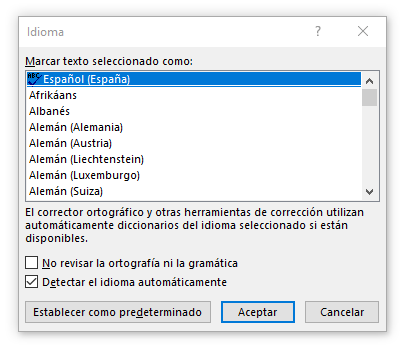 Idioma
?
Marcar texto seleccionado como:
ABC Español (España)
Afrikáans
Albanés
Alemán (Alemania)
Alemán (Austria)
Alemán (Liechtenstein)
Alemán (Luxemburgo)
Alemán (Suiza)
El corrector ortográfico y otras herramientas de corrección utilizan
automáticamente diccionarios del idioma seleccionado si están
disponibles.
No revisar la ortografía ni la gramática
Detectar el idioma automáticamente
Establecer como predeterminado
Aceptar
Cancelar